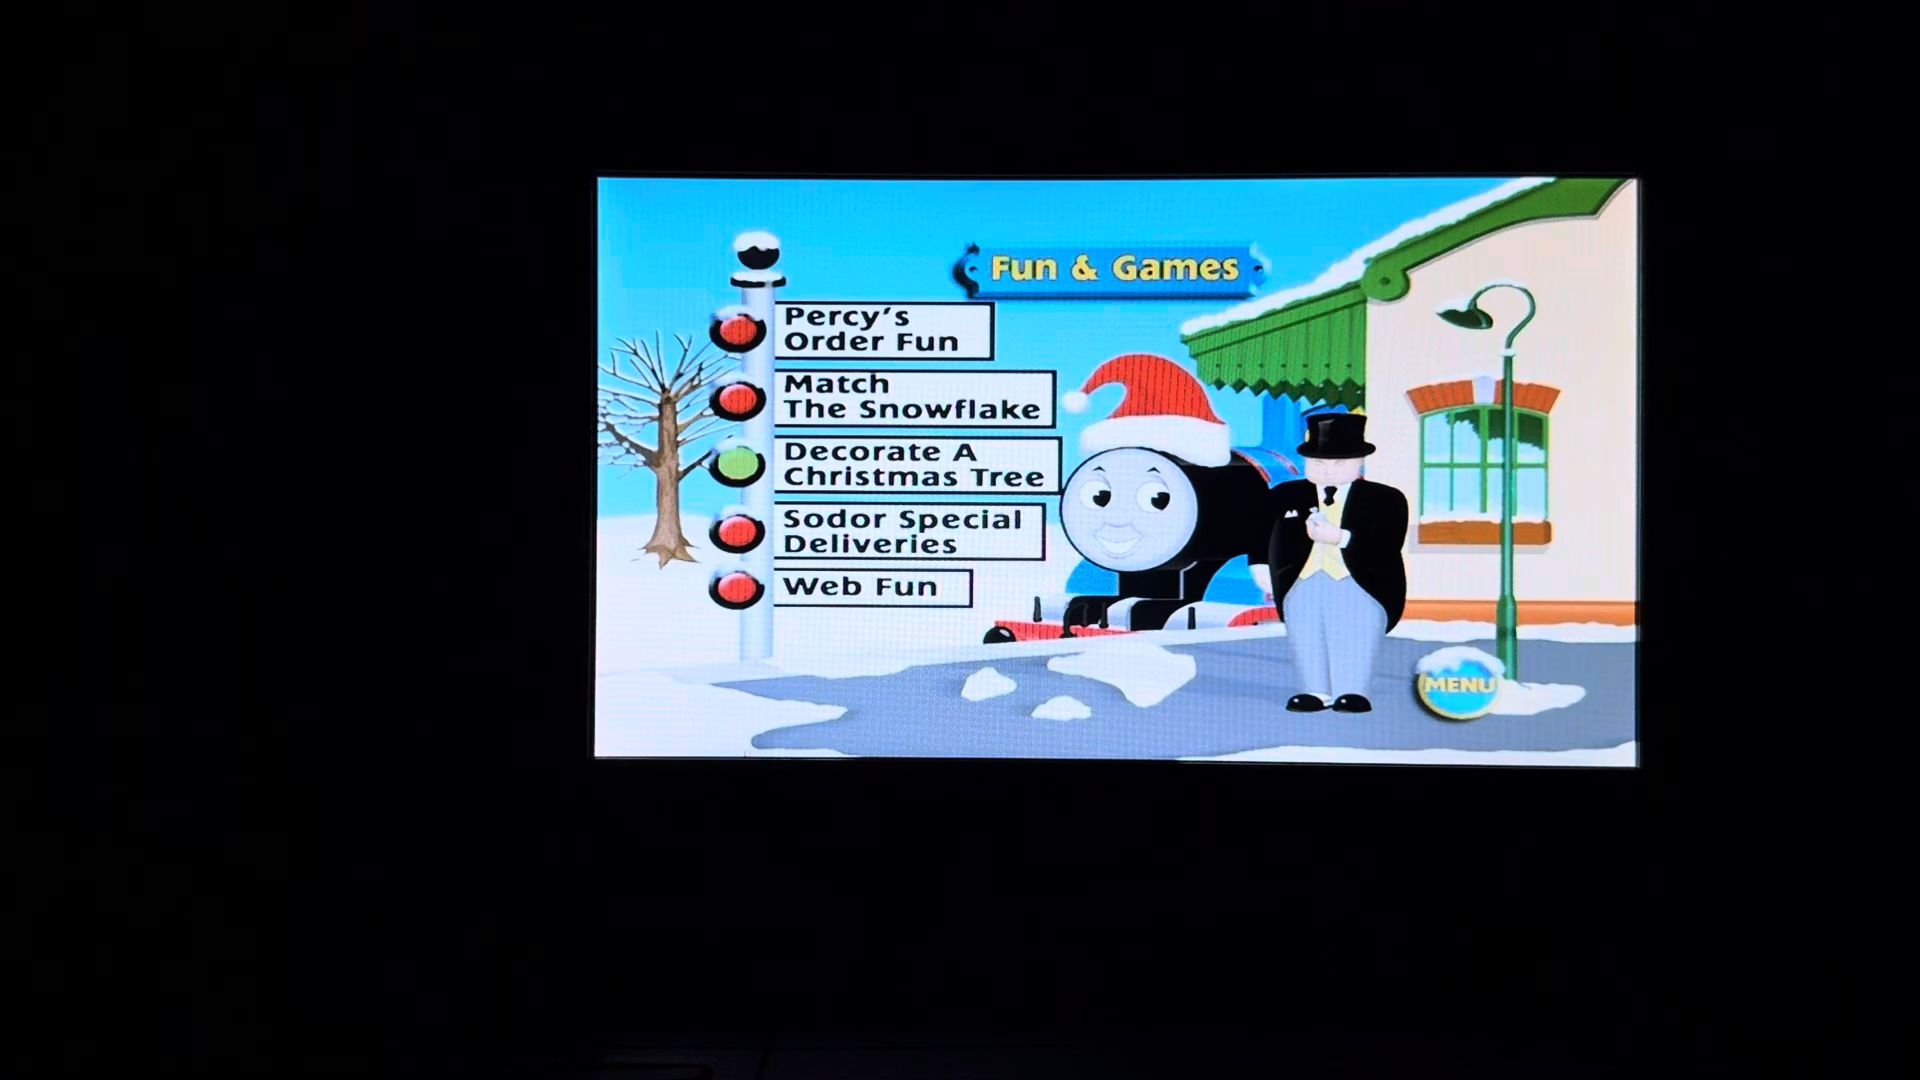 Fun & Games
Percy's
Order Fun
Match
The Snowflake
Decorate A
Christmas Tree
Sodor Special
Deliveries
Web Fun
MENU